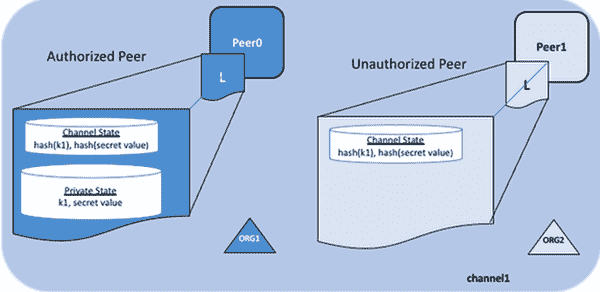 Authorized Peer
Peer0
L
Channel State
hash(k1), hash(secret value)
Private State
k1, secret value
ORG1
Unauthorized Peer
Peer1
L
Channel State
hash(k1), hash(secret value)
ORG2
channel1